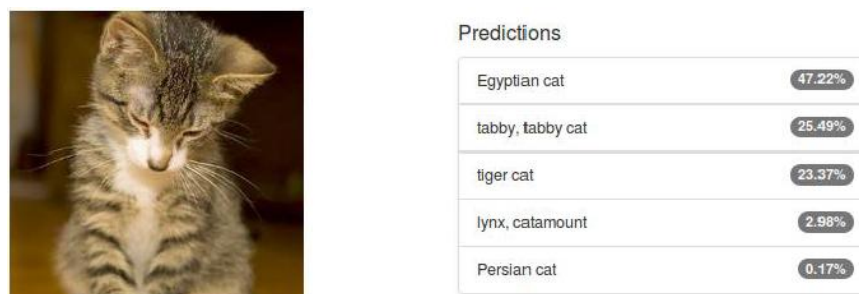 Predictions
Egyptian cat 47.22%
tabby, tabby cat 25.49%
tiger cat 23.37%
lynx, catamount 2.98%
Persian cat 0.17%